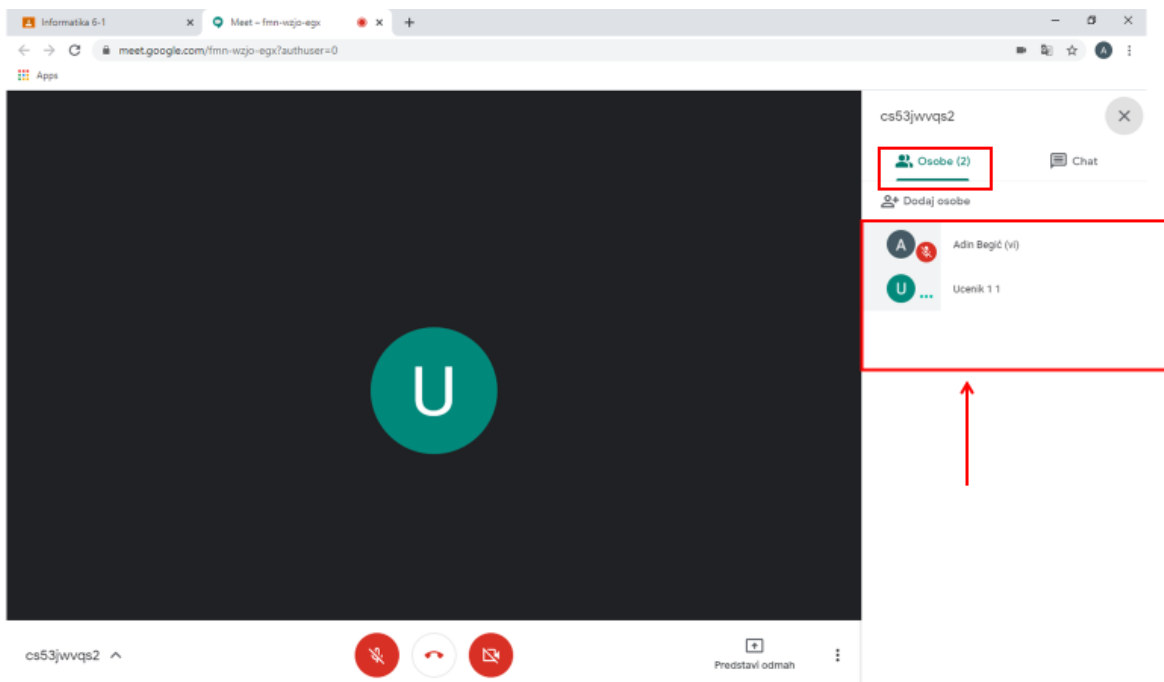 Informatika 6-1
Meet – fmn-wzjo-egx
meet.google.com/fmn-wzjo-egx?authuser=0
A
Apps
cs53jwvqs2
Osobe (2)
Chat
Dodaj osobe
A
Adin Begić (vi)
U
Ucenik 1 1
U
cs53jwvqs2
Predstavi odmah